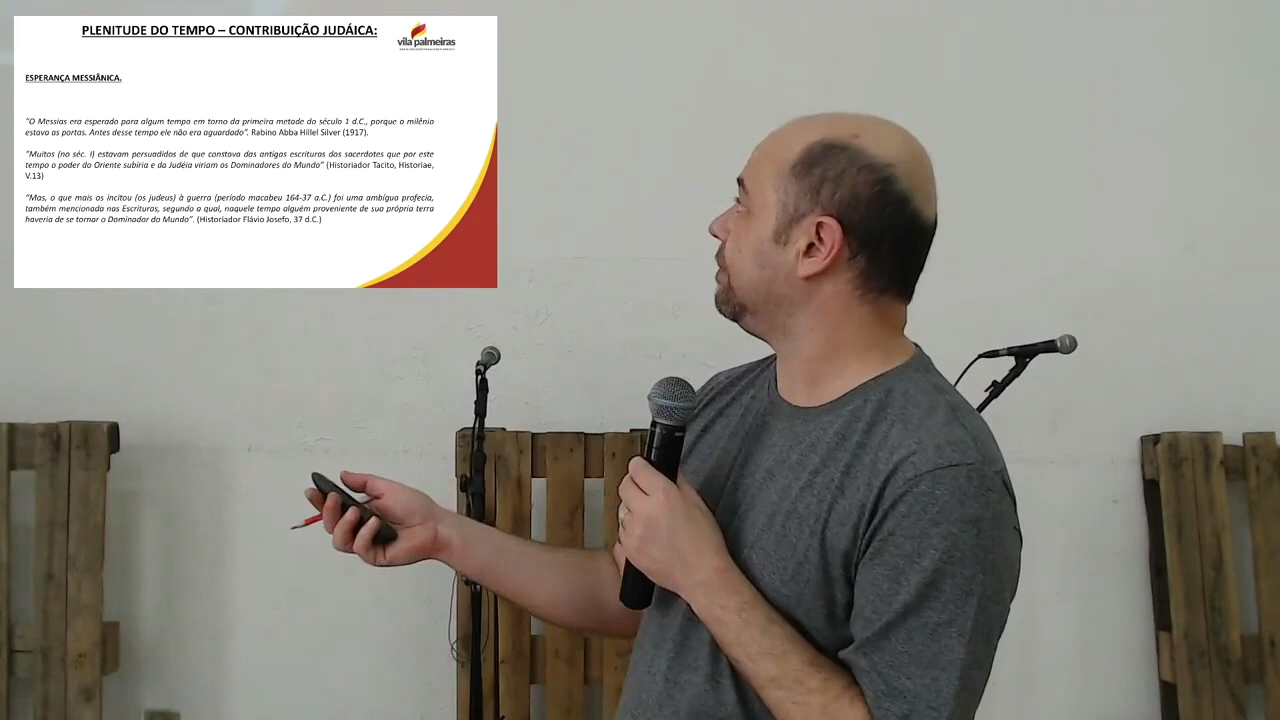 PLENITUDE DO TEMPO – CONTRIBUIÇÃO JUDÁICA:
vila palmeiras
ESPERANÇA MESSIÂNICA.
"O Messias era esperado para algum tempo em torno da primeira metade do século 1 d.C., porque o milênio
estava as portas. Antes desse tempo ele não era aguardado". Rabino Abba Hillel Silver (1917).
"Muitos (no séc. I) estavam persuadidos de que constava das antigas escrituras dos sacerdotes que por este
tempo o poder do Oriente subiria e da Judéia viriam os Dominadores do Mundo" (Historiador Tacito, Historiae,
V.13)
"Mas, o que mais os incitou (os judeus) à guerra (período macabeu 164-37 a.C.) foi uma ambígua profecia,
também mencionada nas Escrituras, segundo a qual, naquele tempo alguém proveniente de sua própria terra
haveria de se tornar o Dominador do Mundo". (Historiador Flávio Josefo, 37 d.C.)